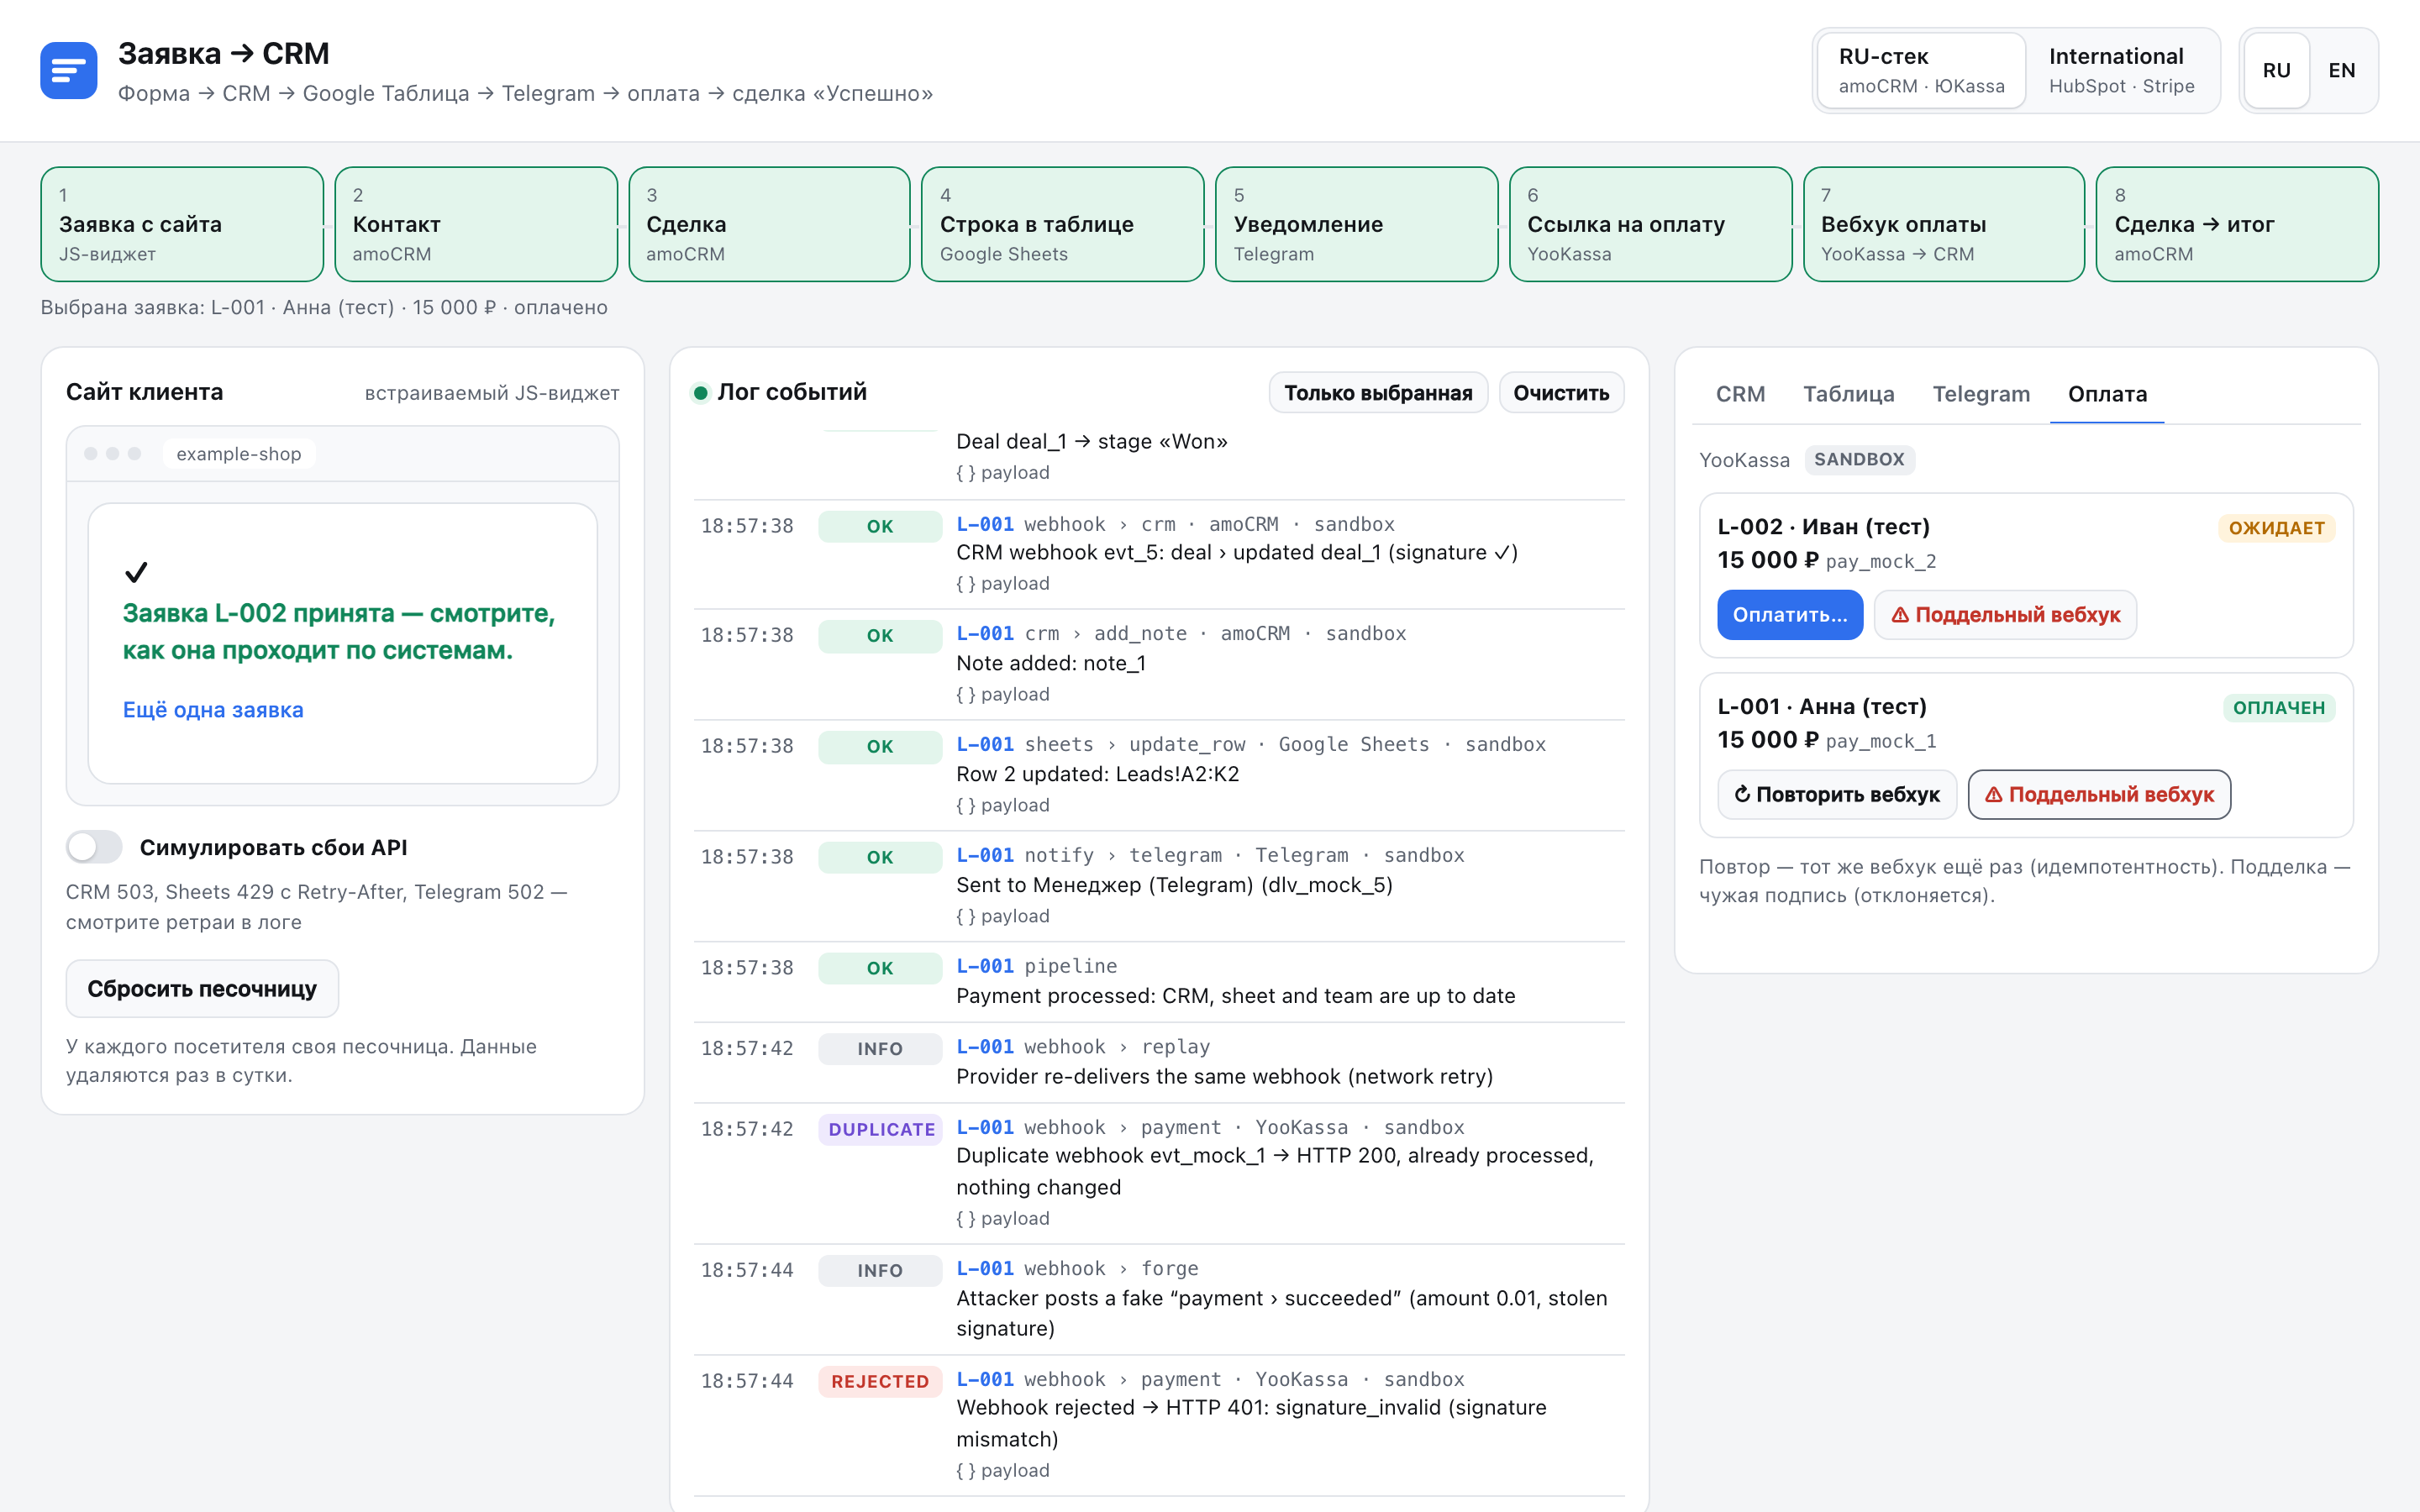 Заявка → CRM
Форма → CRM → Google Таблица → Telegram → оплата → сделка «Успешно»
RU-стек
amoCRM · ЮKassa
International
HubSpot · Stripe
RU
EN
1
Заявка с сайта
JS-виджет
2
Контакт
amoCRM
3
Сделка
amoCRM
4
Строка в таблице
Google Sheets
5
Уведомление
Telegram
6
Ссылка на оплату
YooKassa
7
Вебхук оплаты
YooKassa → CRM
8
Сделка → итог
amoCRM
Выбрана заявка: L-001 · Анна (тест) · 15 000 ₽ · оплачено
Сайт клиента
встраиваемый JS-виджет
example-shop
✓
Заявка L-002 принята — смотрите,
как она проходит по системам.
Ещё одна заявка
Симулировать сбои API
CRM 503, Sheets 429 с Retry-After, Telegram 502 —
смотрите ретраи в логе
Сбросить песочницу
У каждого посетителя своя песочница. Данные
удаляются раз в сутки.
Лог событий
Только выбранная
Очистить
Deal deal_1 → stage «Won»
{ } payload
18:57:38 OK L-001 webhook › crm · amoCRM · sandbox
CRM webhook evt_5: deal › updated deal_1 (signature ✓)
{ } payload
18:57:38 OK L-001 crm › add_note · amoCRM · sandbox
Note added: note_1
{ } payload
18:57:38 OK L-001 sheets › update_row · Google Sheets · sandbox
Row 2 updated: Leads!A2:K2
{ } payload
18:57:38 OK L-001 notify › telegram · Telegram · sandbox
Sent to Менеджер (Telegram) (dlv_mock_5)
{ } payload
18:57:38 OK L-001 pipeline
Payment processed: CRM, sheet and team are up to date
18:57:42 INFO L-001 webhook › replay
Provider re-delivers the same webhook (network retry)
18:57:42 DUPLICATE L-001 webhook › payment · YooKassa · sandbox
Duplicate webhook evt_mock_1 → HTTP 200, already processed,
nothing changed
{ } payload
18:57:44 INFO L-001 webhook › forge
Attacker posts a fake “payment › succeeded” (amount 0.01, stolen
signature)
18:57:44 REJECTED L-001 webhook › payment · YooKassa · sandbox
Webhook rejected → HTTP 401: signature_invalid (signature
mismatch)
{ } payload
CRM
Таблица
Telegram
Оплата
YooKassa SANDBOX
L-002 · Иван (тест)
ОЖИДАЕТ
15 000 ₽ pay_mock_2
Оплатить...
⚠ Поддельный вебхук
L-001 · Анна (тест)
ОПЛАЧЕН
15 000 ₽ pay_mock_1
↻ Повторить вебхук
⚠ Поддельный вебхук
Повтор — тот же вебхук ещё раз (идемпотентность). Подделка —
чужая подпись (отклоняется).